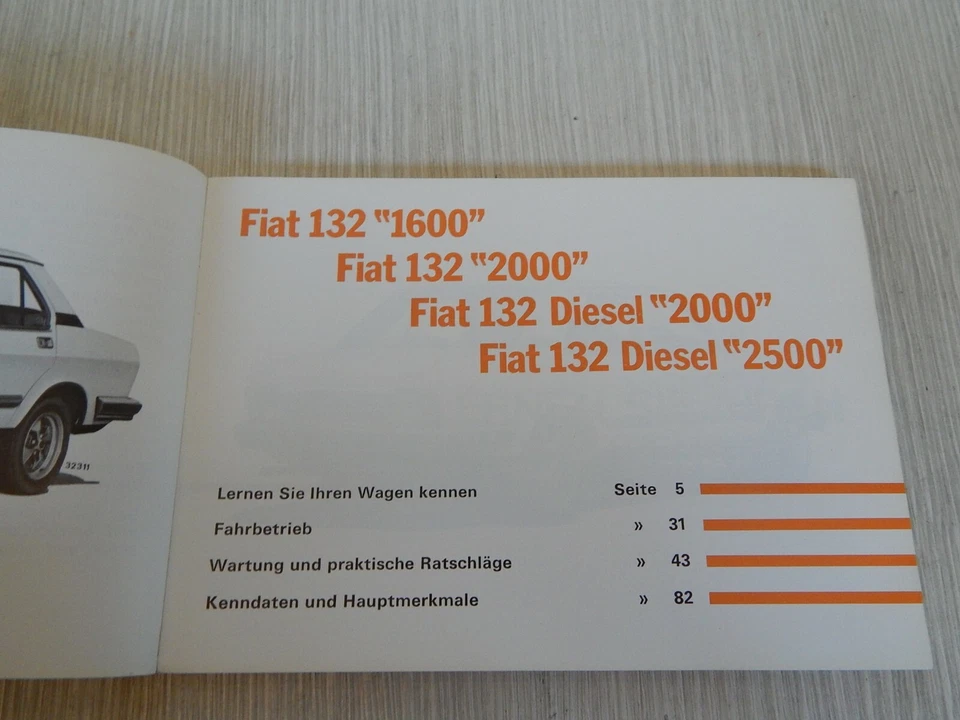 Fiat 132 "1600"
Fiat 132 "2000"
Fiat 132 Diesel "2000"
Fiat 132 Diesel "2500"
32311
Lernen Sie Ihren Wagen kennen Seite 5
Fahrbetrieb » 31
Wartung und praktische Ratschläge » 43
Kenndaten und Hauptmerkmale » 82